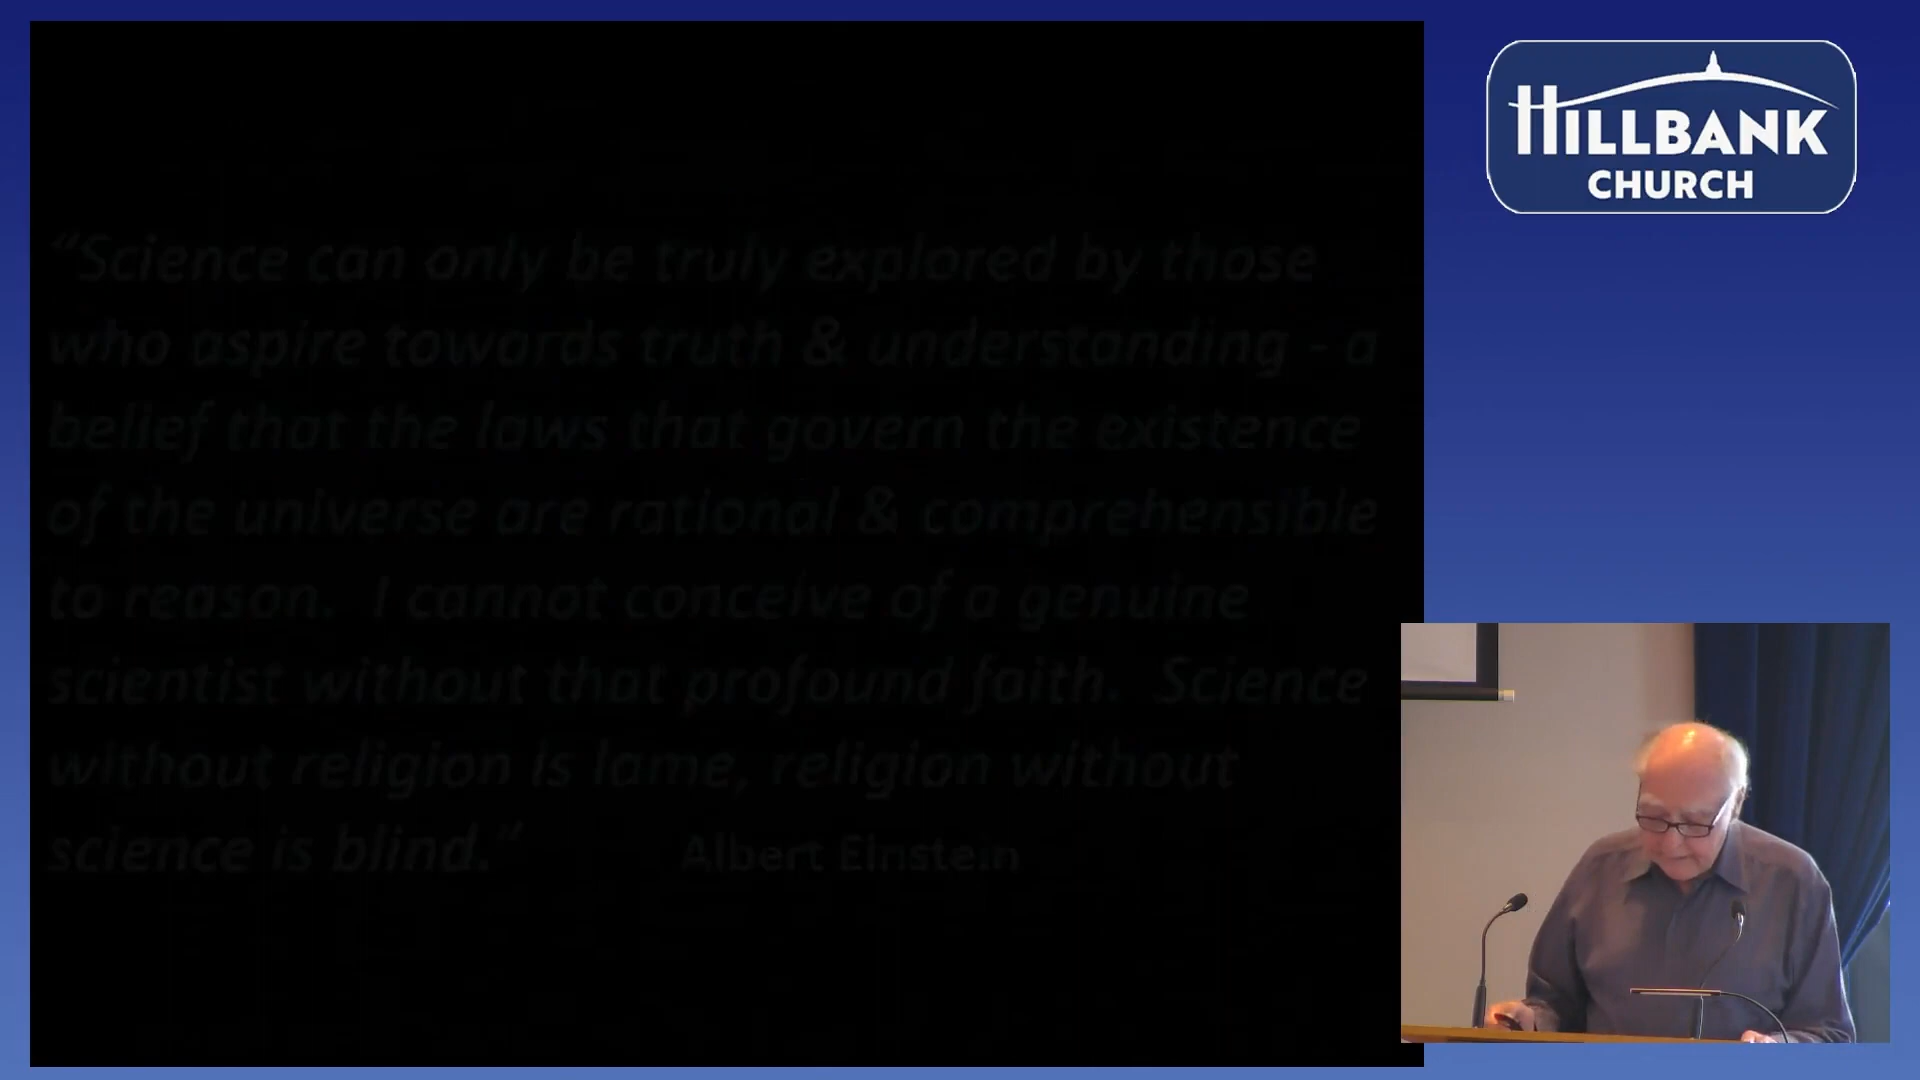 HILLBANK
CHURCH
“Science can only be truly explored by those
who aspire towards truth & understanding - a
belief that the laws that govern the existence
of the universe are rational & comprehensible
to reason.  I cannot conceive of a genuine
scientist without that profound faith.  Science
without religion is lame, religion without
science is blind.”
Albert Einstein